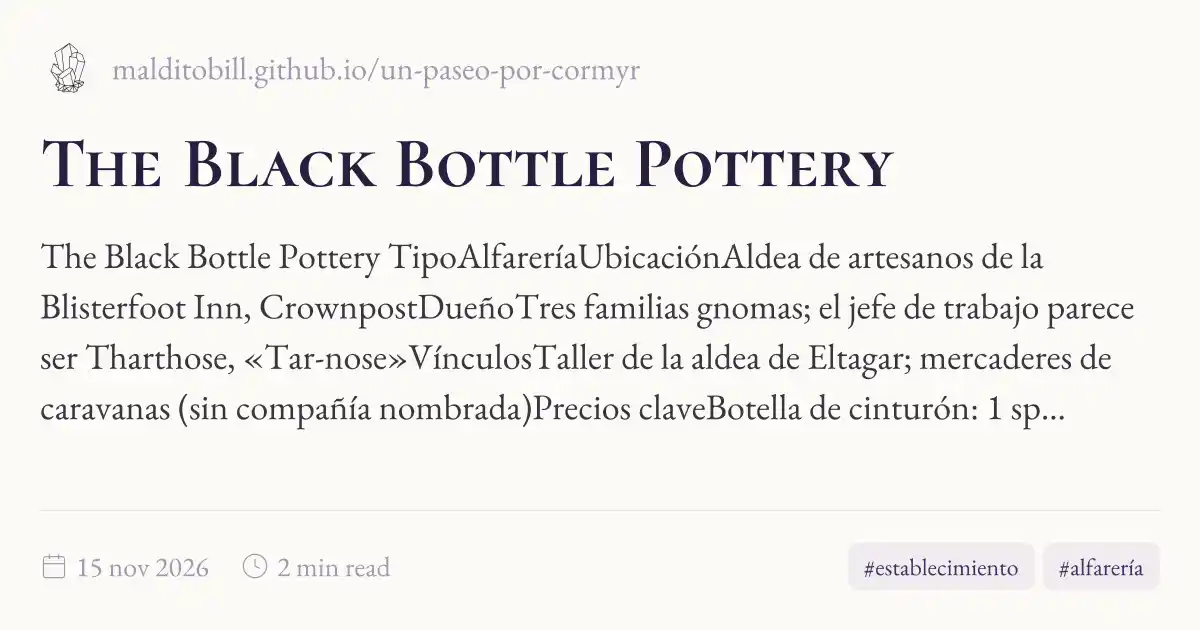 malditobill.github.io/un-paseo-por-cormyr
The Black Bottle Pottery
The Black Bottle Pottery TipoAlfareríaUbicaciónAldea de artesanos de la
Blisterfoot Inn, CrownpostDueñoTres familias gnomas; el jefe de trabajo parece
ser Tharthose, «Tar-nose»VínculosTaller de la aldea de Eltagar; mercaderes de
caravanas (sin compañía nombrada)Precios claveBotella de cinturón: 1 sp...
15 nov 2026
2 min read
#establecimiento
#alfarería